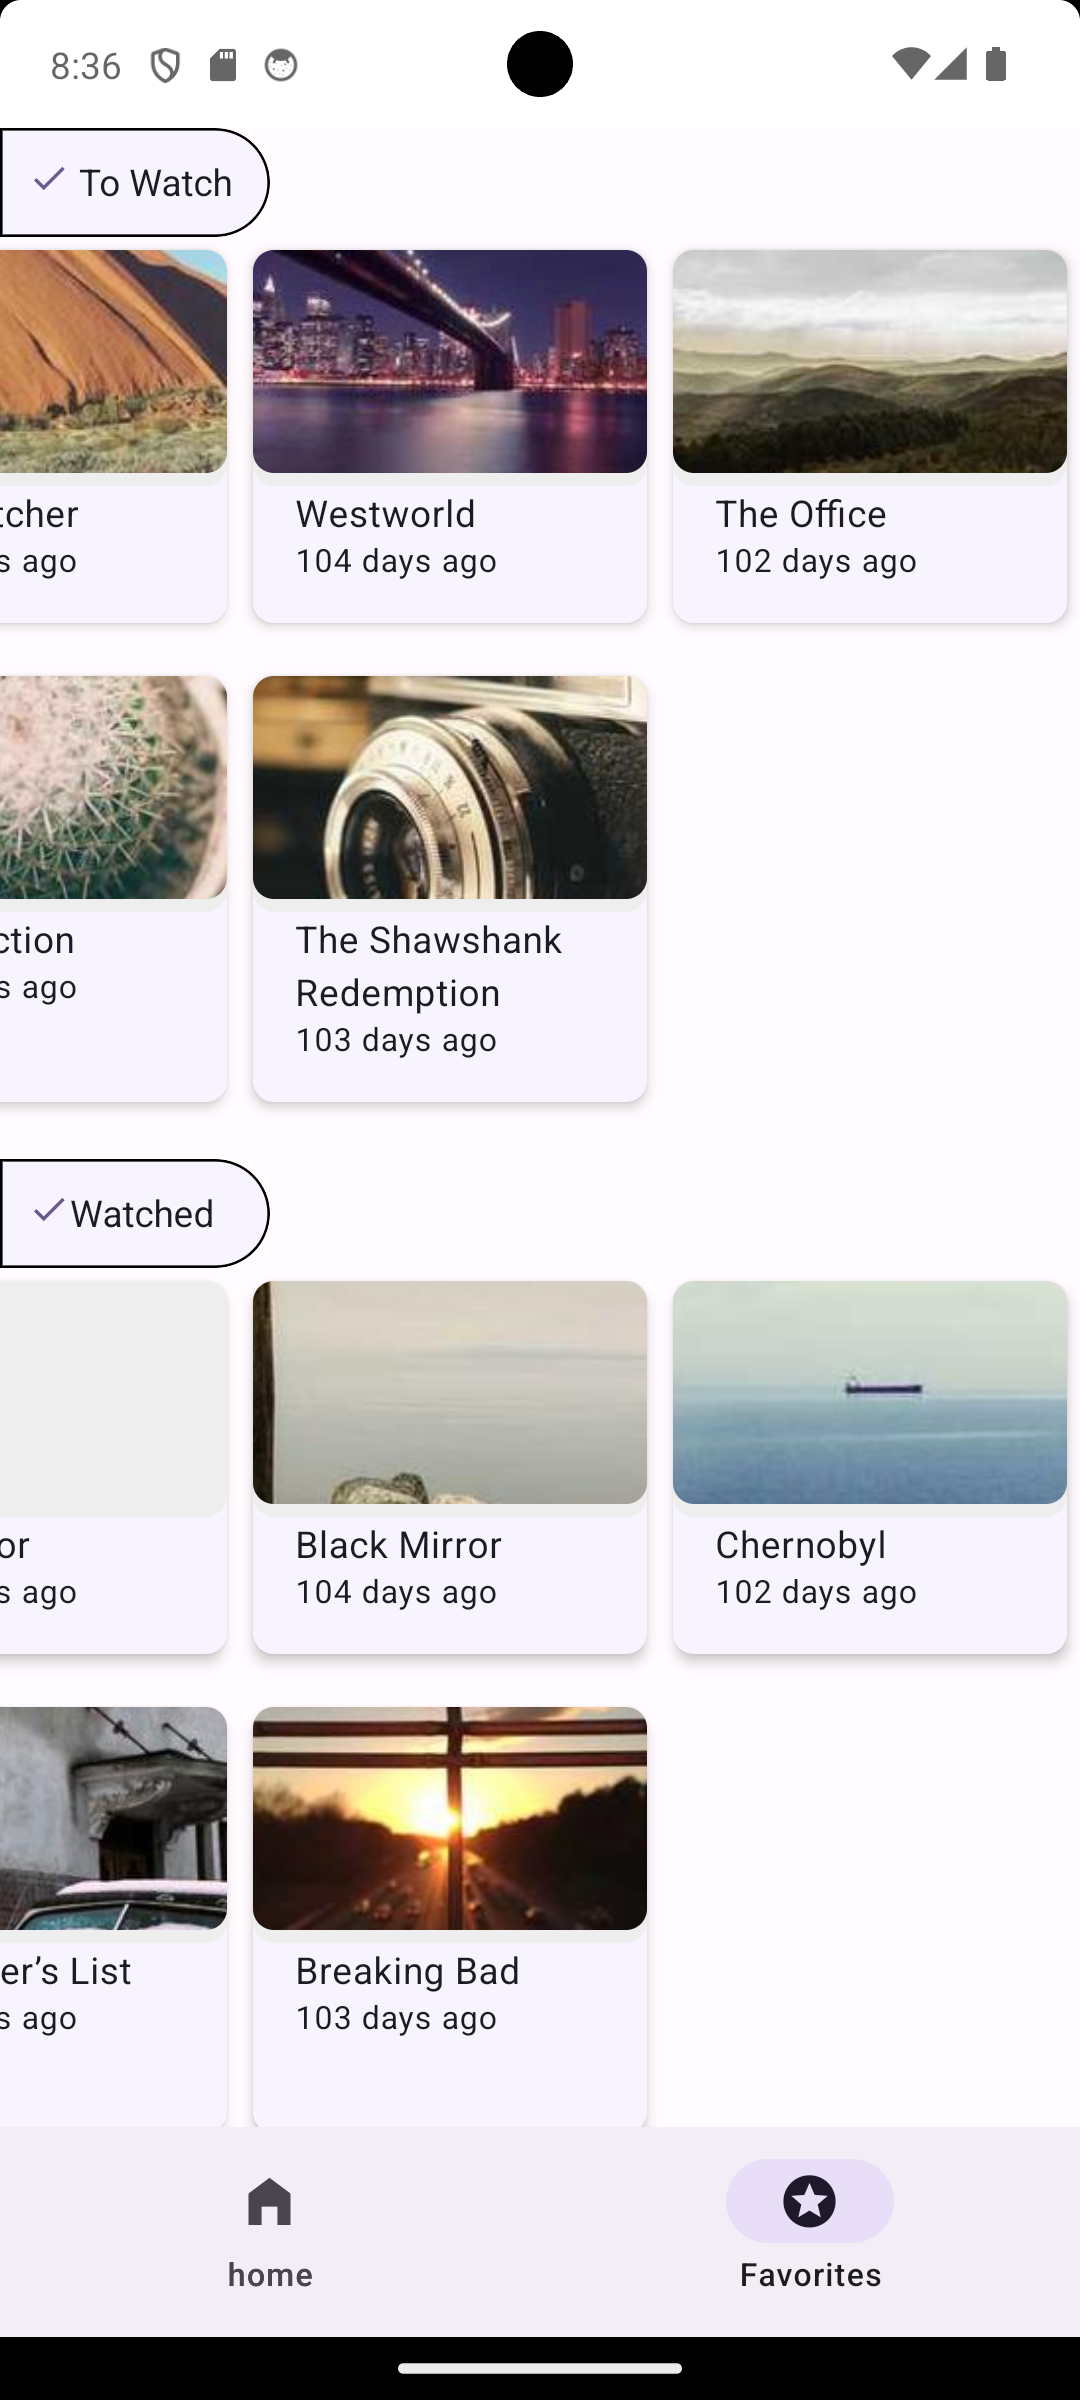 8:36
To Watch
tcher
s ago
Westworld
104 days ago
The Office
102 days ago
ction
s ago
The Shawshank
Redemption
103 days ago
Watched
or
s ago
Black Mirror
104 days ago
Chernobyl
102 days ago
er’s List
s ago
Breaking Bad
103 days ago
home
Favorites